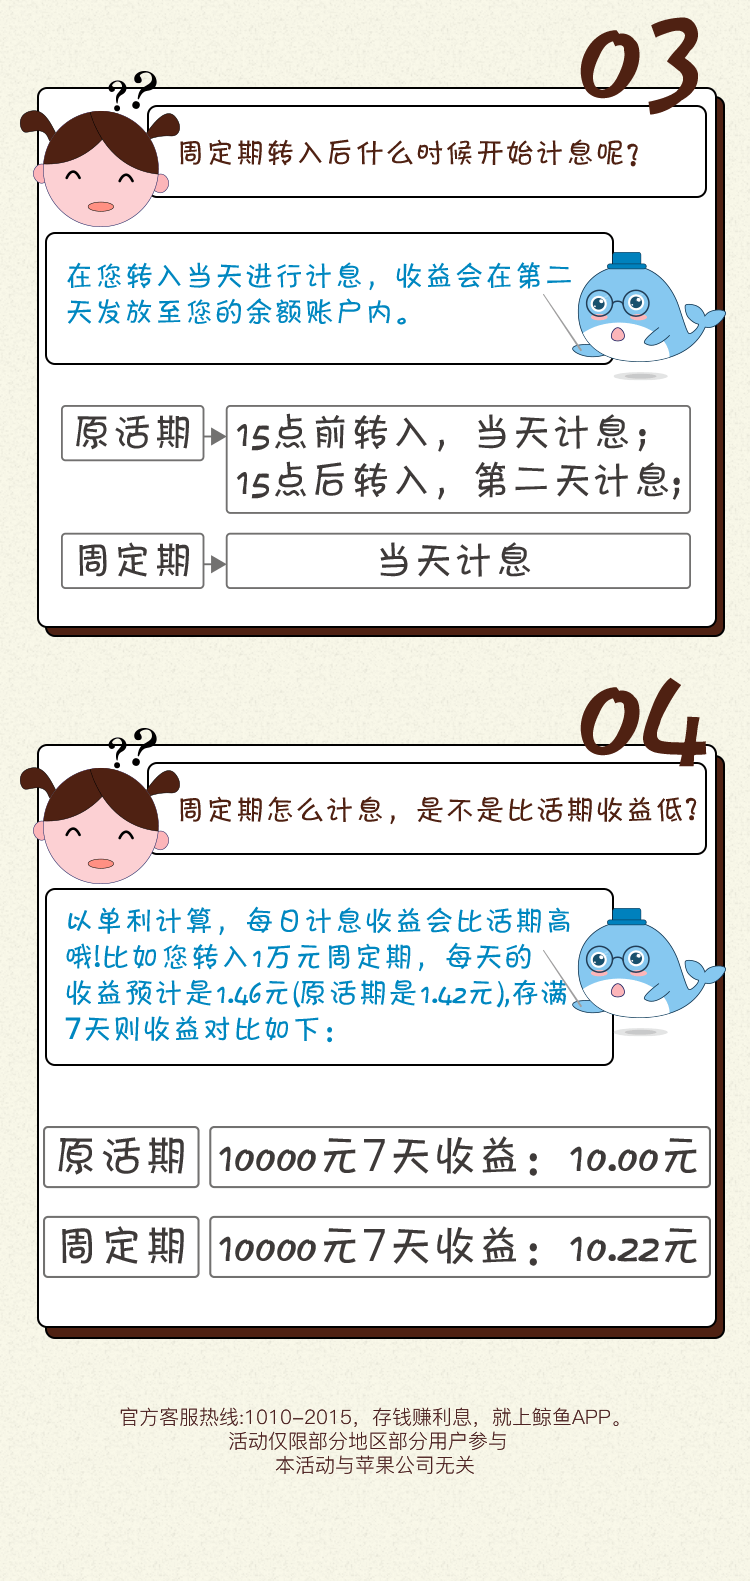 03
??
周定期转入后什么时候开始计息呢?
在您转入当天进行计息，收益会在第二
天发放至您的余额账户内。
原活期
15点前转入，当天计息；
15点后转入，第二天计息;
周定期
当天计息
04
??
周定期怎么计息，是不是比活期收益低?
以单利计算，每日计息收益会比活期高
哦!比如您转入1万元周定期，每天的
收益预计是1.46元(原活期是1.42元),存满
7天则收益对比如下：
原活期
10000元7天收益：10.00元
周定期
10000元7天收益：10.22元
官方客服热线:1010-2015，存钱赚利息，就上鲸鱼APP。
活动仅限部分地区部分用户参与
本活动与苹果公司无关